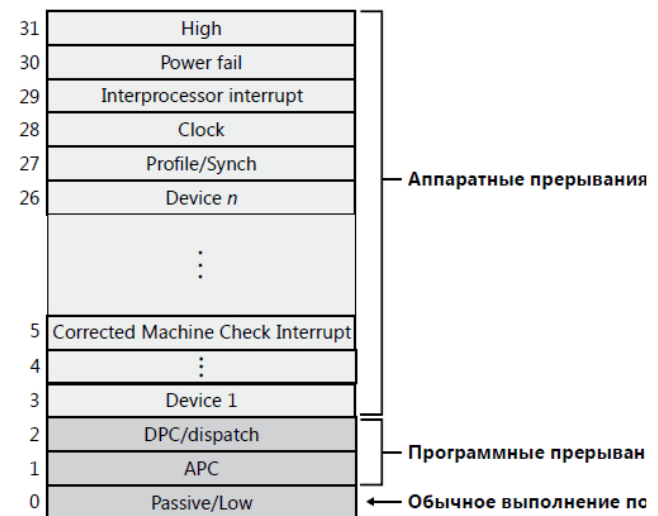 31 High
30 Power fail
29 Interprocessor interrupt
28 Clock
27 Profile/Synch
26 Device n
Аппаратные прерывания
⋮
5 Corrected Machine Check Interrupt
4 ⋮
3 Device 1
2 DPC/dispatch
Программные прерыван
1 APC
0 Passive/Low
Обычное выполнение по